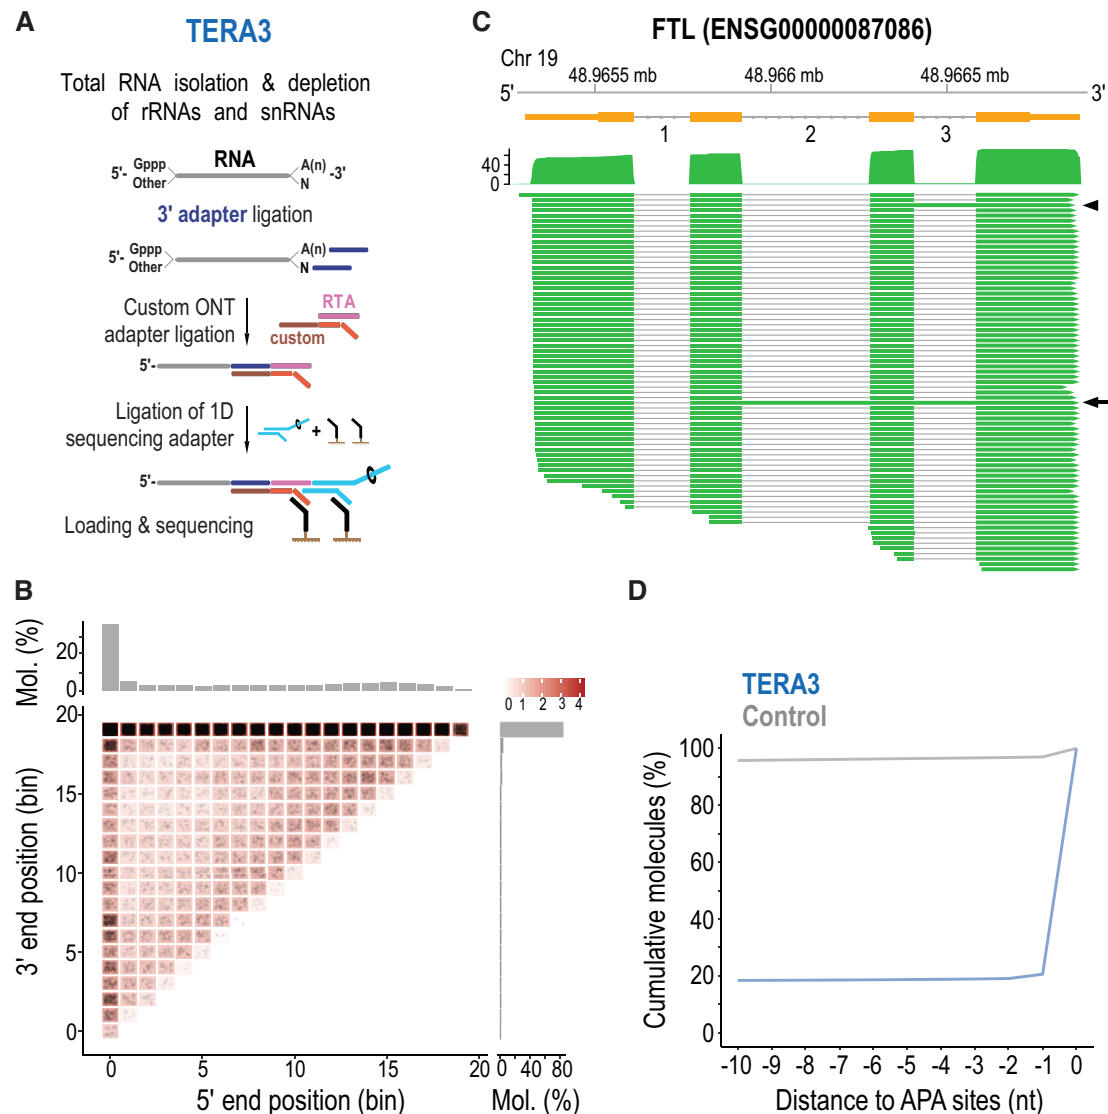 A
TERA3
Total RNA isolation & depletion
of rRNAs and snRNAs
RNA
5'- Gppp A(n) -3'
Other N
3' adapter ligation
5'- Gppp A(n)
Other N
Custom ONT
adapter ligation
RTA
custom
5'-
Ligation of 1D
sequencing adapter
+
5'-
Loading & sequencing
C
FTL (ENSG00000087086)
Chr 19
48.9655 mb 48.966 mb 48.9665 mb
5' 3'
1 2 3
40
0
B
Mol. (%)
20
0
0 1 2 3 4
3' end position (bin)
20
15
10
5
0
0 5 10 15 20
5' end position (bin)
0 40 80
Mol. (%)
D
TERA3
Control
Cumulative molecules (%)
100
80
60
40
20
0
-10 -9 -8 -7 -6 -5 -4 -3 -2 -1 0
Distance to APA sites (nt)